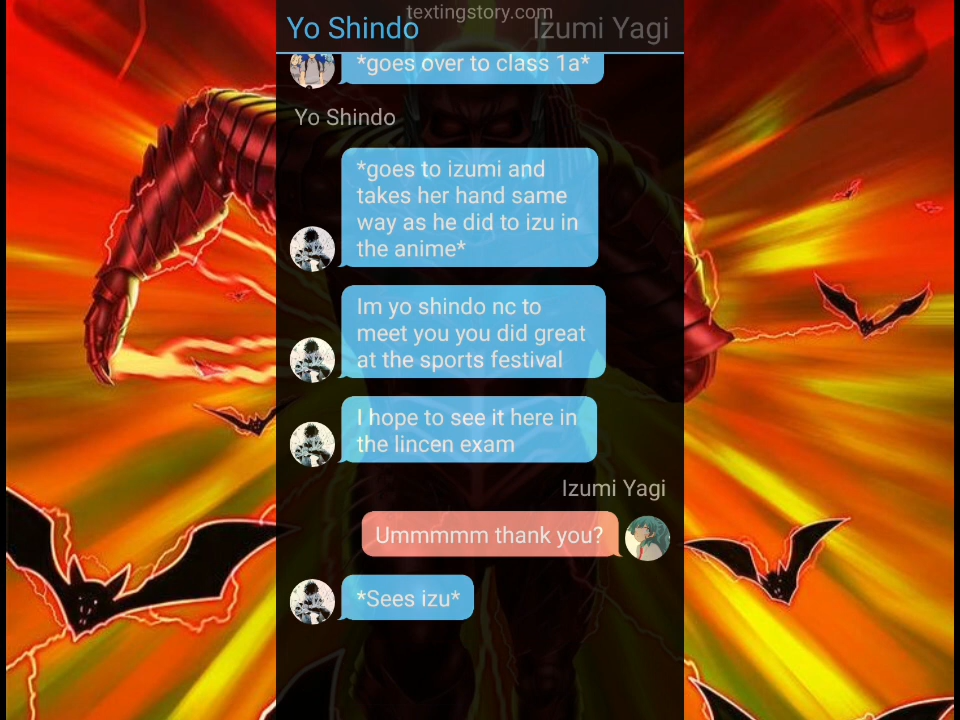 textingstory.com
Yo Shindo
Izumi Yagi
*goes over to class 1a*
Yo Shindo
*goes to izumi and
takes her hand same
way as he did to izu in
the anime*
Im yo shindo nc to
meet you you did great
at the sports festival
I hope to see it here in
the lincen exam
Izumi Yagi
Ummmmm thank you?
*Sees izu*